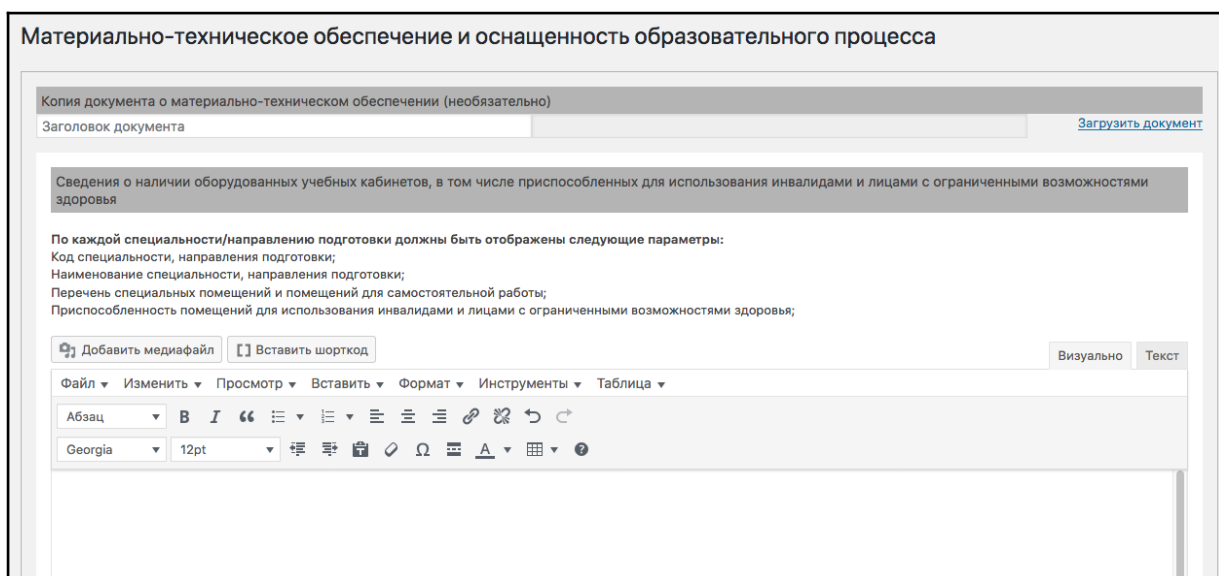 Материально-техническое обеспечение и оснащенность образовательного процесса
Копия документа о материально-техническом обеспечении (необязательно)
Заголовок документа
Загрузить документ
Сведения о наличии оборудованных учебных кабинетов, в том числе приспособленных для использования инвалидами и лицами с ограниченными возможностями
здоровья
По каждой специальности/направлению подготовки должны быть отображены следующие параметры:
Код специальности, направления подготовки;
Наименование специальности, направления подготовки;
Перечень специальных помещений и помещений для самостоятельной работы;
Приспособленность помещений для использования инвалидами и лицами с ограниченными возможностями здоровья;
Добавить медиафайл [ ] Вставить шорткод
Визуально Текст
Файл Изменить Просмотр Вставить Формат Инструменты Таблица
Абзац B I
Georgia 12pt Ω A